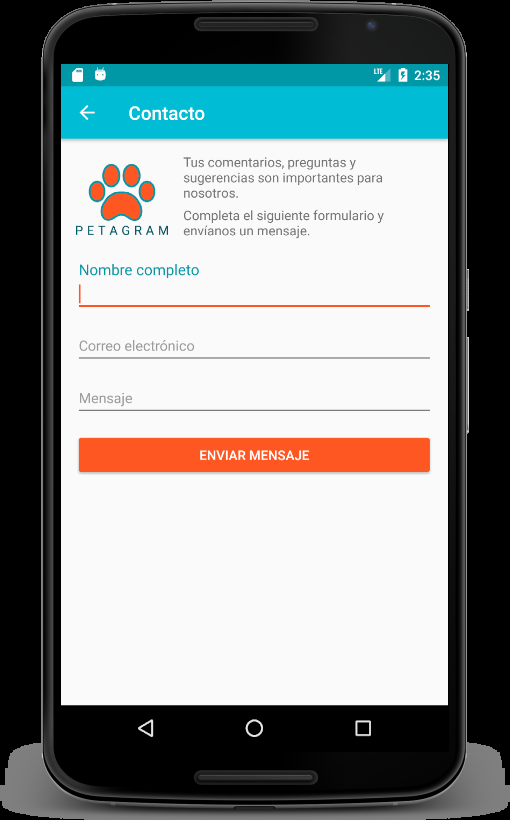 LTE 2:35
Contacto
Tus comentarios, preguntas y
sugerencias son importantes para
nosotros.
Completa el siguiente formulario y
envíanos un mensaje.
PETAGRAM
Nombre completo
Correo electrónico
Mensaje
ENVIAR MENSAJE